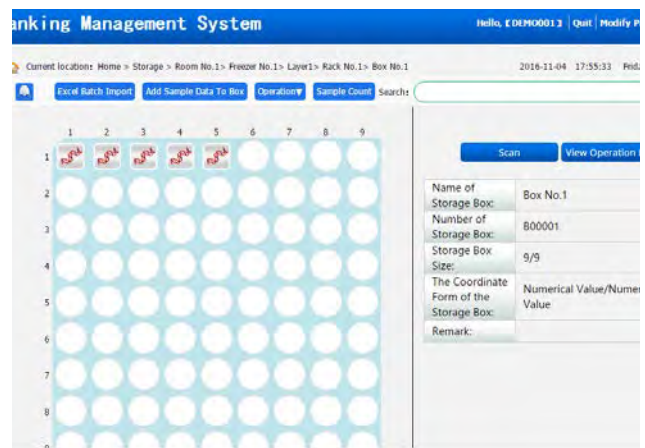 anking Management System
Hello, [DEMO001] Quit Modify P
Current location: Home > Storage > Room No.1> Freezer No.1> Layer1> Rack No.1> Box No.1
2016-11-04 17:55:33 Frid
Excel Batch Import Add Sample Data To Box Operation▼ Sample Count Search:
1 2 3 4 5 6 7 8 9
1
2
3
4
5
6
7
8
Scan View Operation
Name of
Storage Box: Box No.1
Number of
Storage Box: B00001
Storage Box
Size: 9/9
The Coordinate
Form of the
Storage Box: Numerical Value/Numer
Value
Remark: